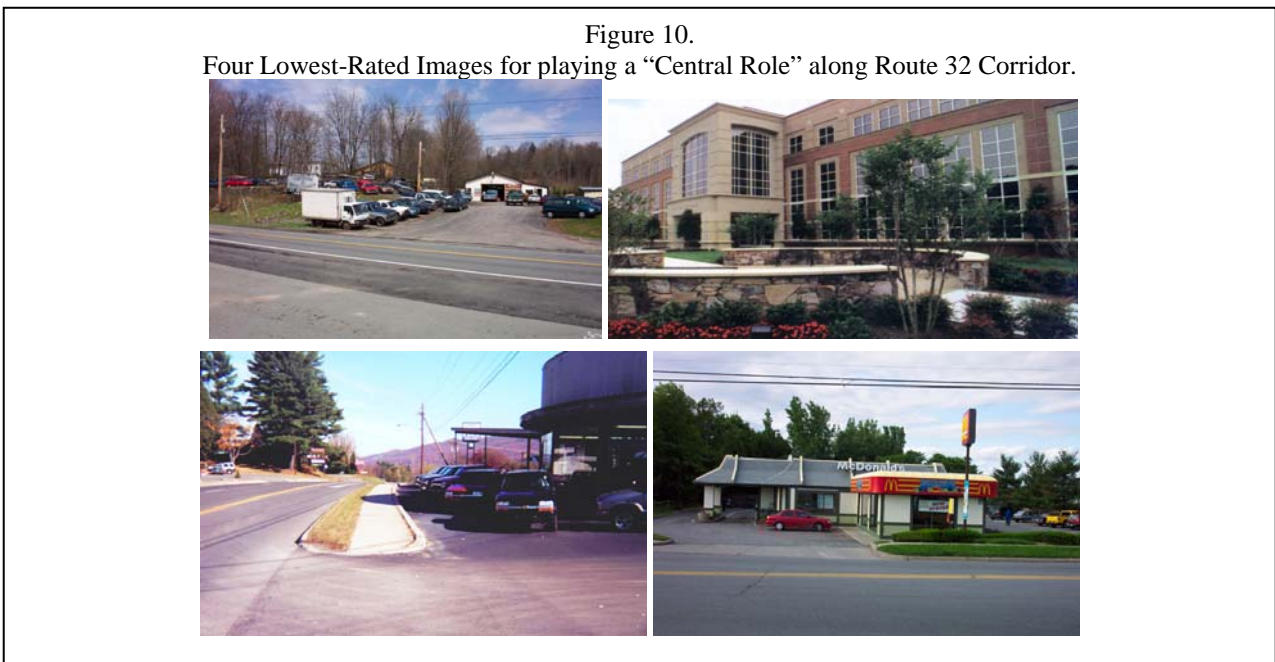 Figure 10.
Four Lowest-Rated Images for playing a “Central Role” along Route 32 Corridor.
McDonald's